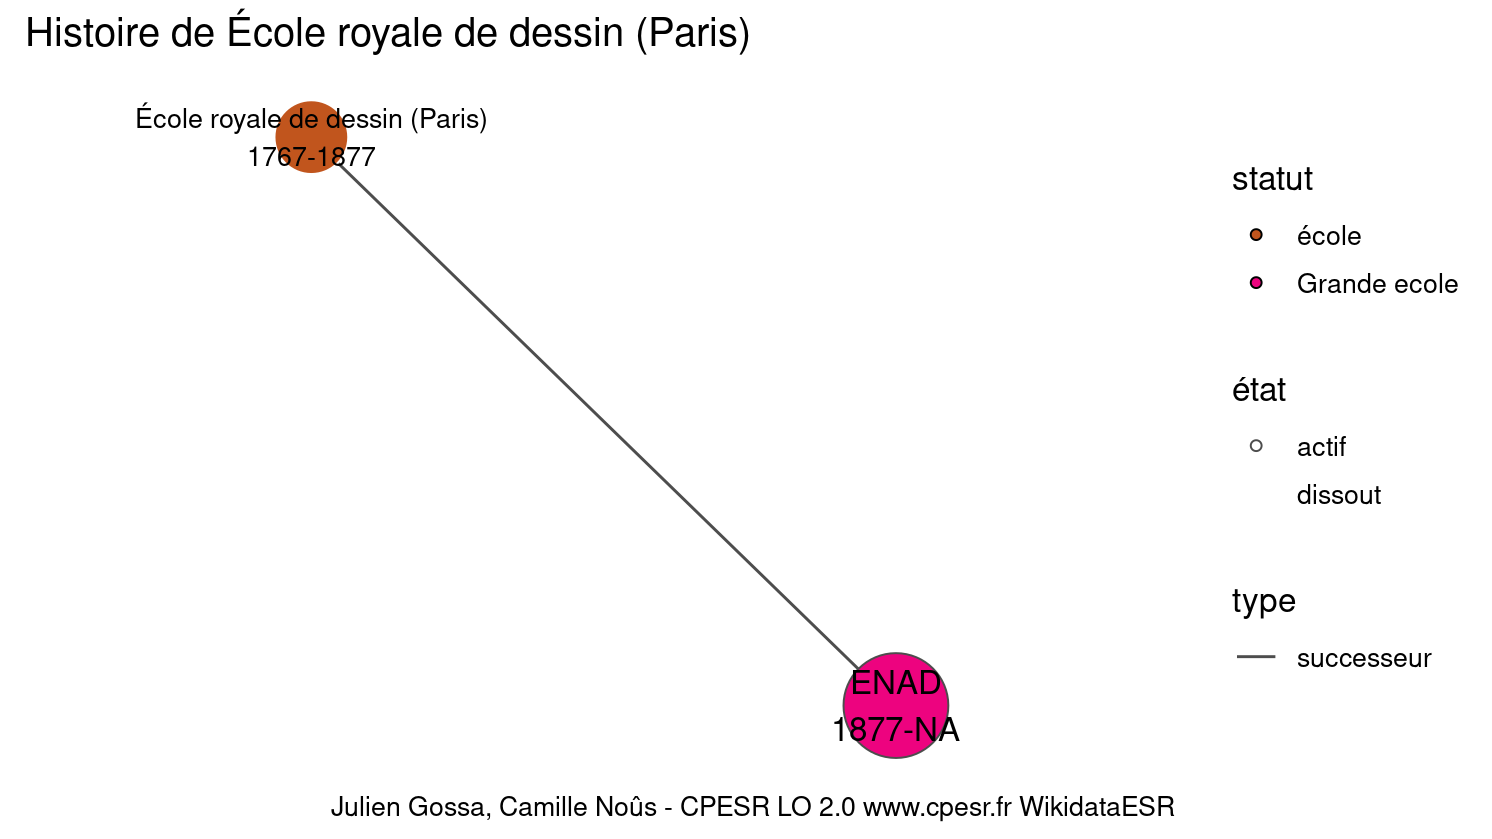 Histoire de École royale de dessin (Paris)
École royale de dessin (Paris)
1767-1877
statut
école
Grande ecole
état
actif
dissout
type
successeur
ENAD
1877-NA
Julien Gossa, Camille Noûs - CPESR LO 2.0 www.cpesr.fr WikidataESR